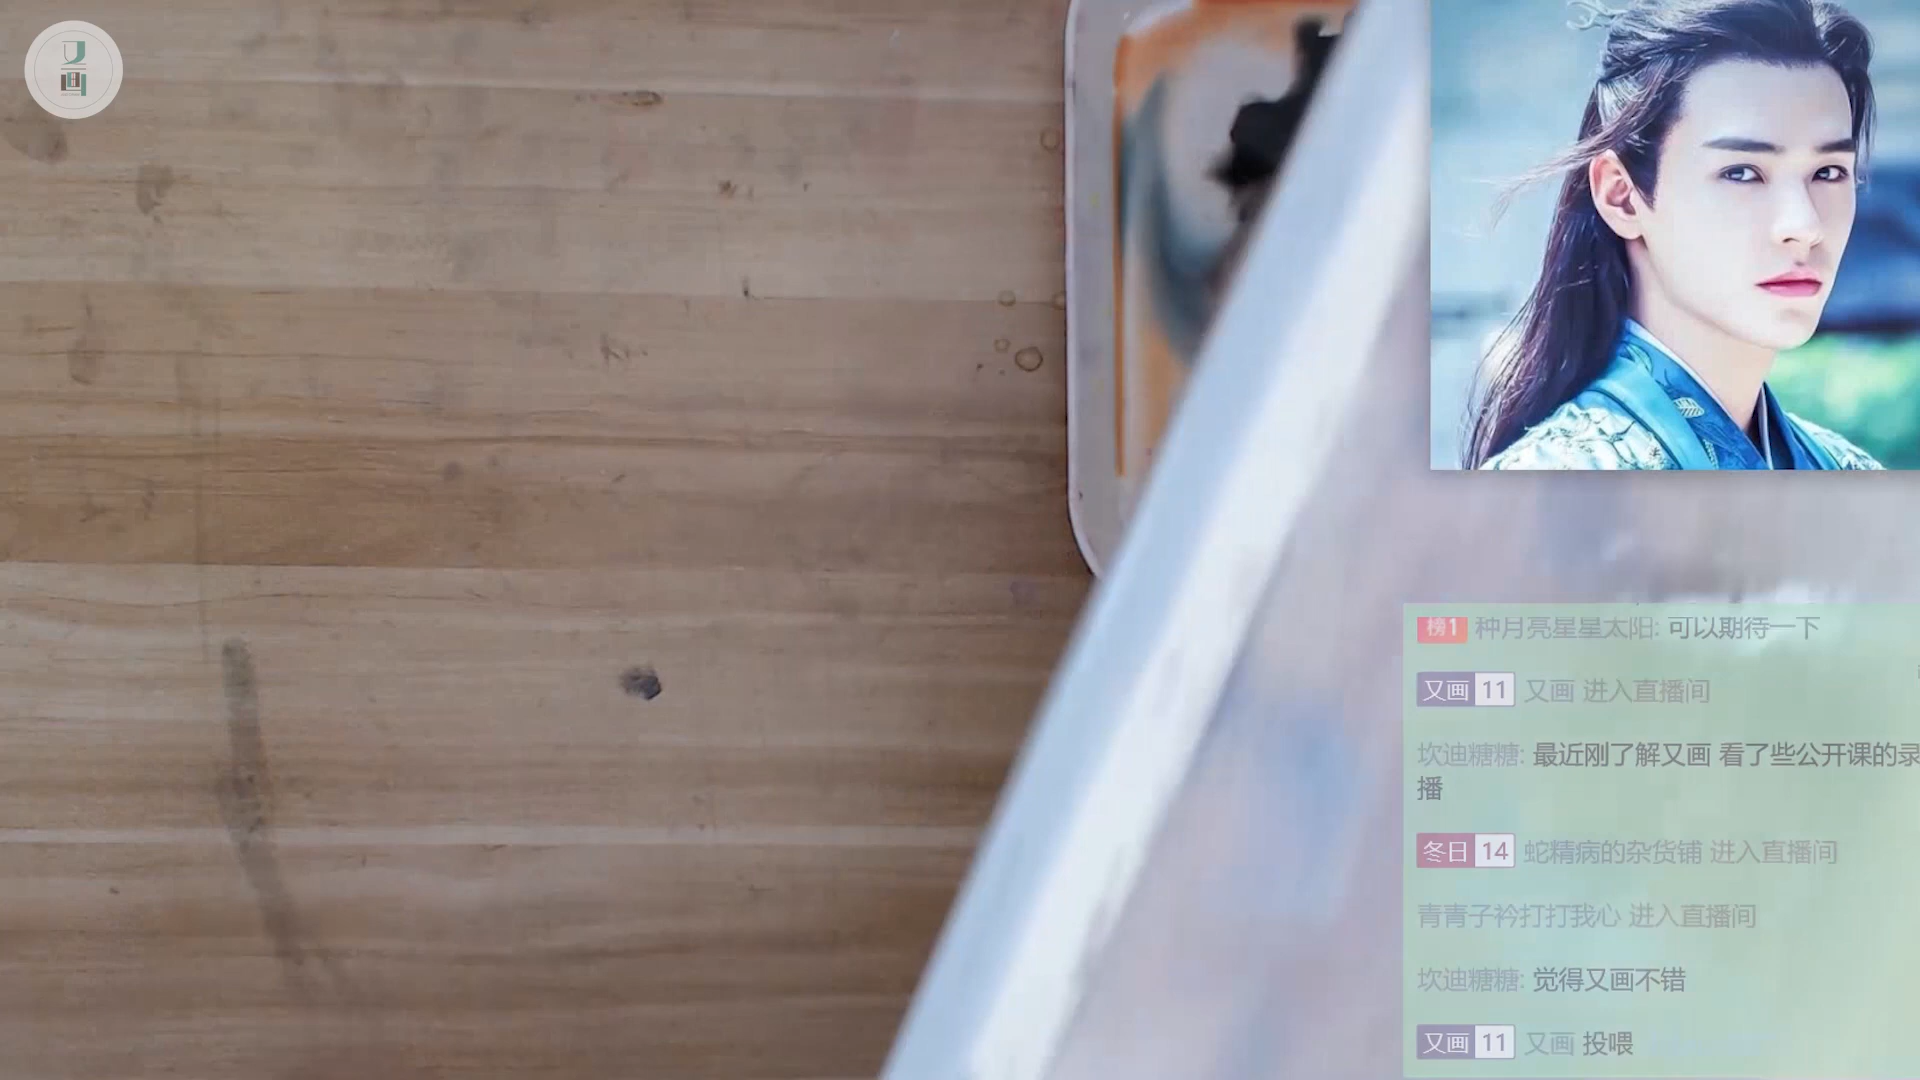 又画
榜1 种月亮星星太阳: 可以期待一下
又画 11 又画 进入直播间
坎迪糖糖: 最近刚了解又画 看了些公开课的录
播
冬日 14 蛇精病的杂货铺 进入直播间
青青子衿打打我心 进入直播间
坎迪糖糖: 觉得又画不错
又画 11 又画 投喂